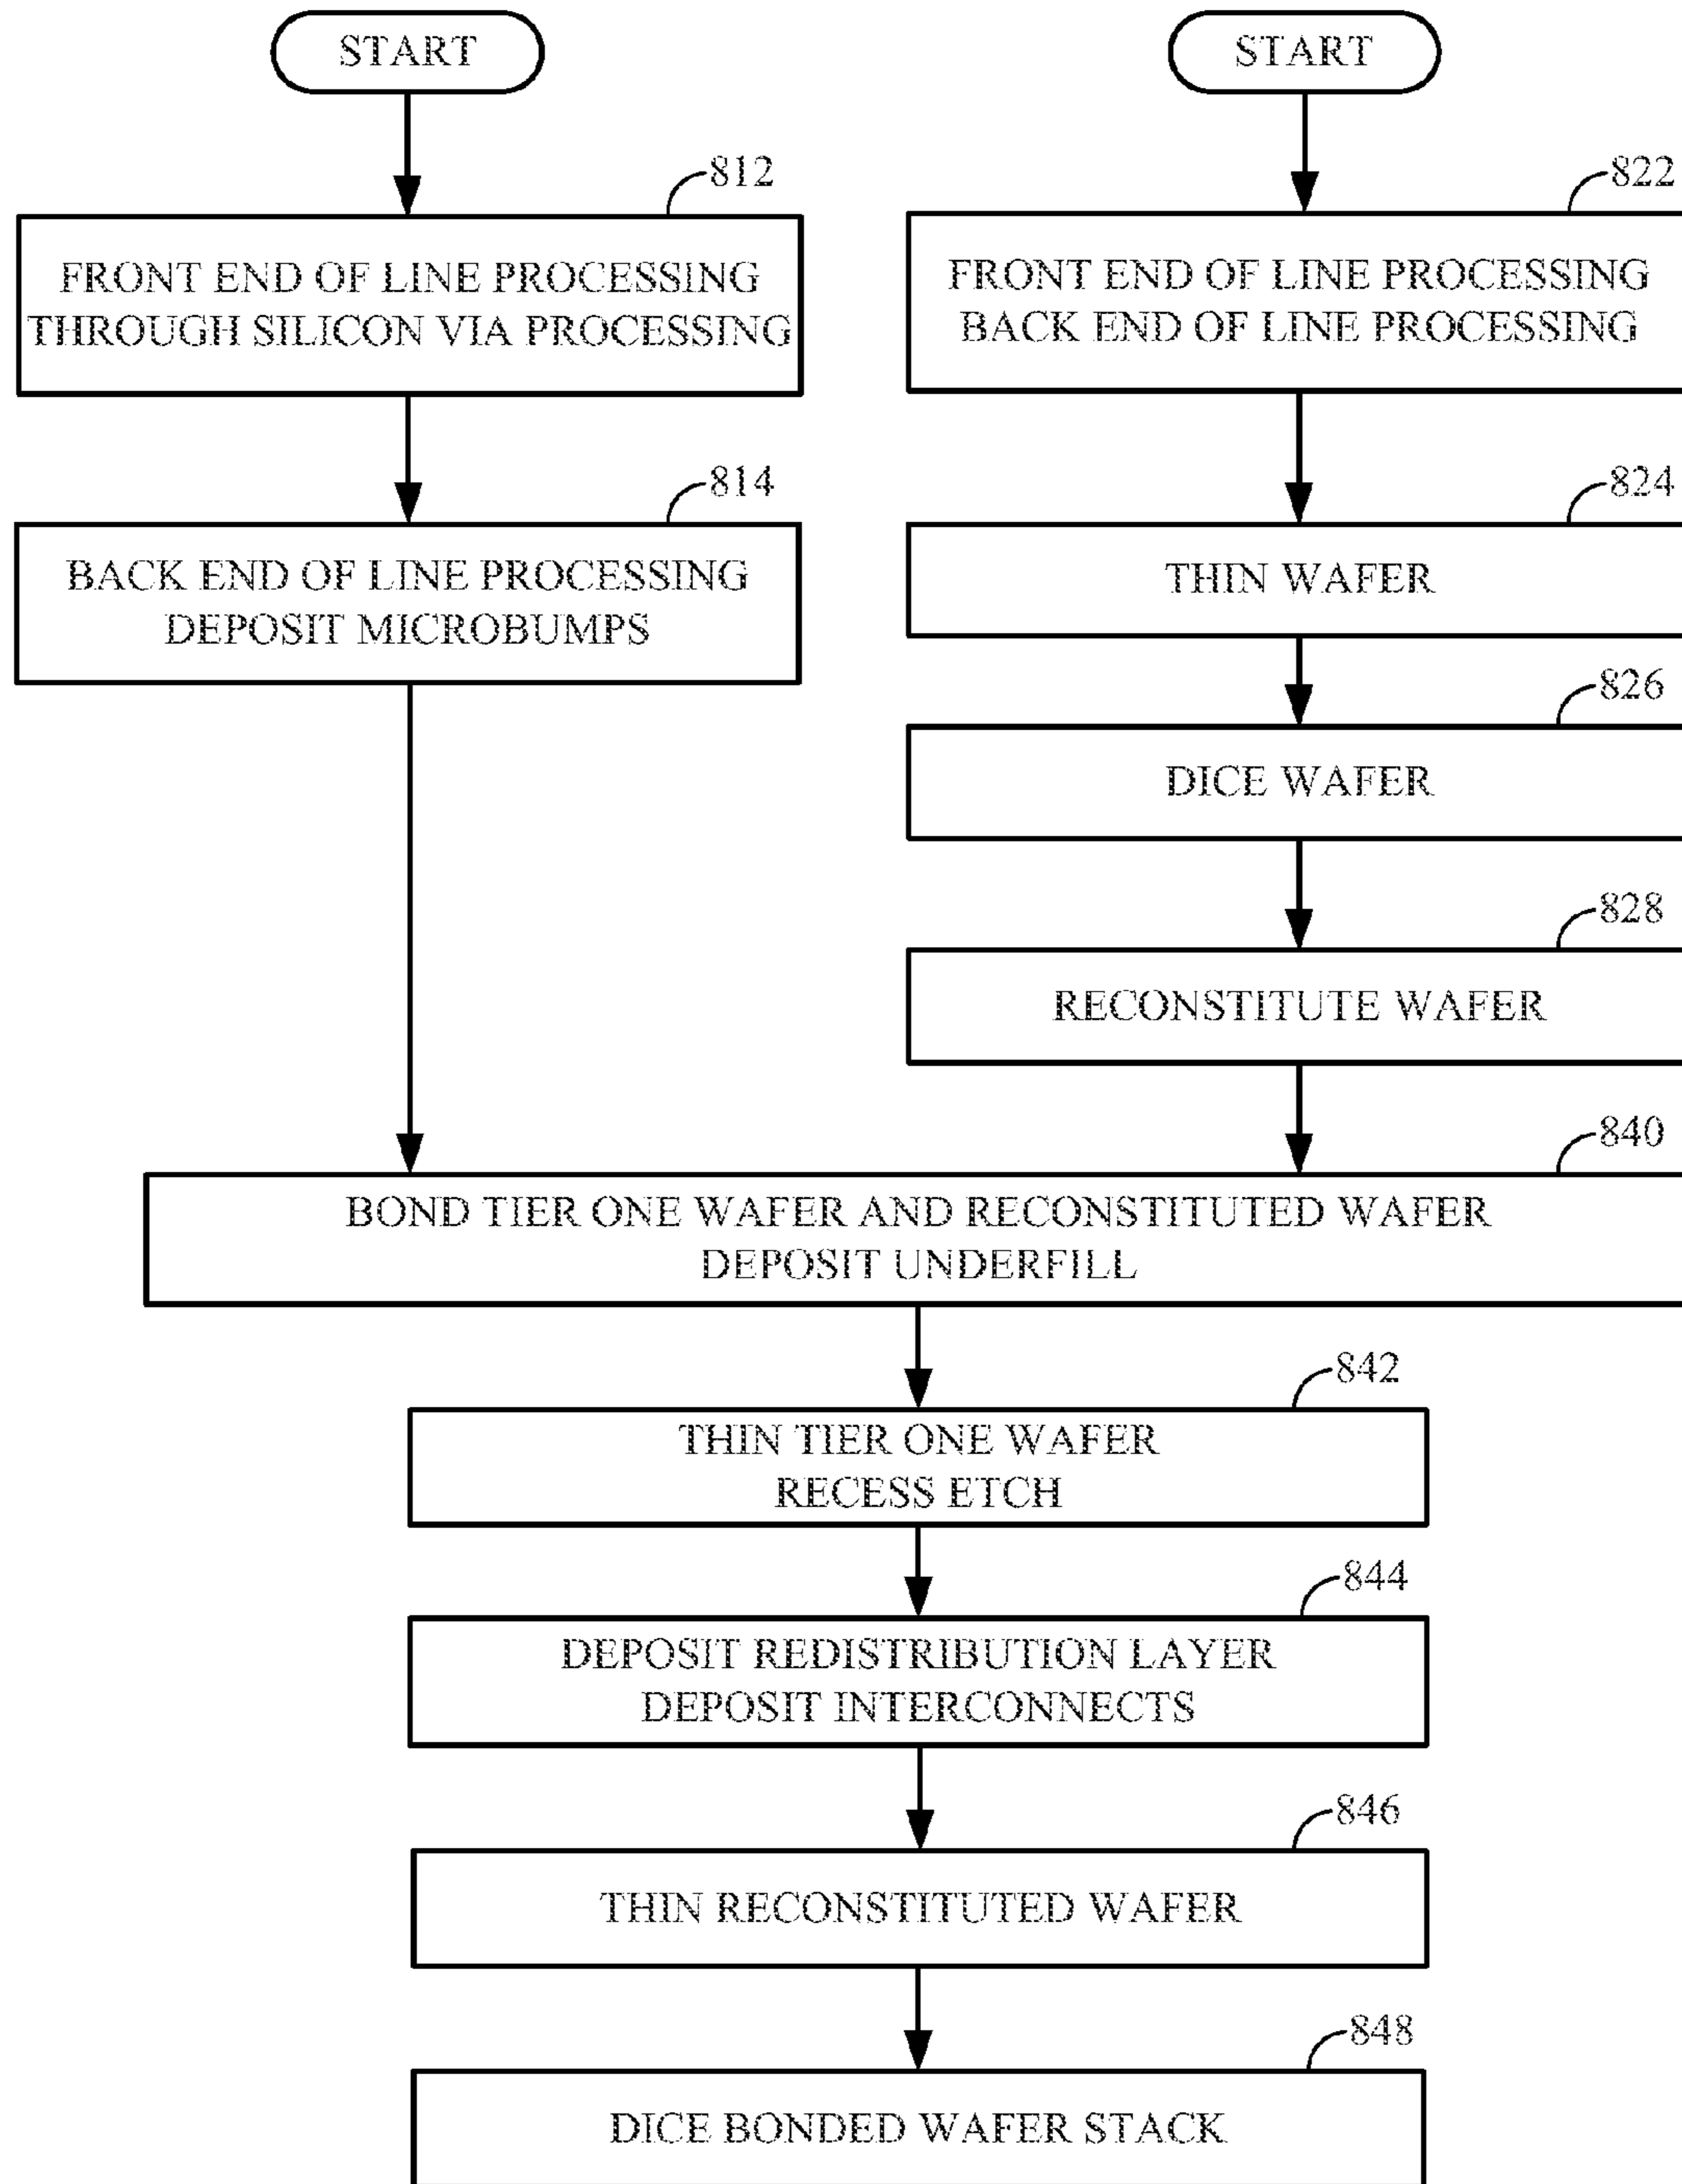 START
START
812
822
FRONT END OF LINE PROCESSING
THROUGH SILICON VIA PROCESSING
FRONT END OF LINE PROCESSING
BACK END OF LINE PROCESSING
814
824
BACK END OF LINE PROCESSING
DEPOSIT MICROBUMPS
THIN WAFER
826
DICE WAFER
828
RECONSTITUTE WAFER
840
BOND TIER ONE WAFER AND RECONSTITUTED WAFER
DEPOSIT UNDERFILL
842
THIN TIER ONE WAFER
RECESS ETCH
844
DEPOSIT REDISTRIBUTION LAYER
DEPOSIT INTERCONNECTS
846
THIN RECONSTITUTED WAFER
848
DICE BONDED WAFER STACK